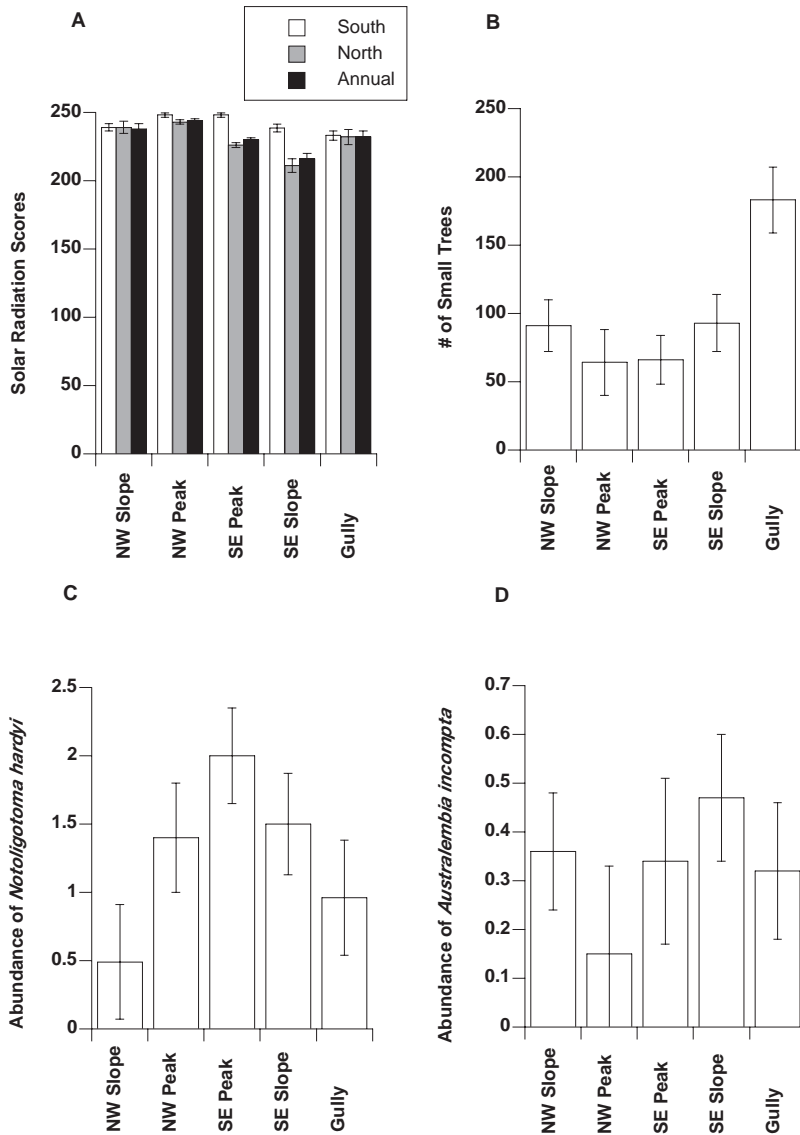 A
South
North
Annual
Solar Radiation Scores
250
200
250
150
100
50
0
NW Slope
NW Peak
SE Peak
SE Slope
Gully
B
# of Small Trees
250
200
150
100
50
0
NW Slope
NW Peak
SE Peak
SE Slope
Gully
C
Abundance of Notoligotoma hardyi
2.5
2
1.5
1
0.5
0
NW Slope
NW Peak
SE Peak
SE Slope
Gully
D
Abundance of Australembia incompta
0.7
0.6
0.5
0.4
0.3
0.2
0.1
0
NW Slope
NW Peak
SE Peak
SE Slope
Gully